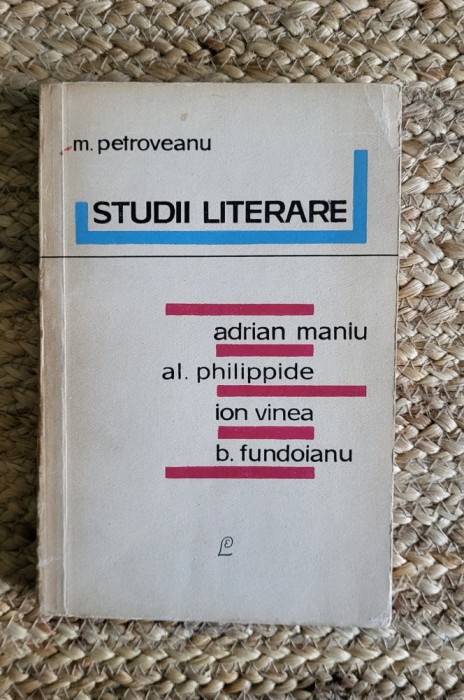 m. petroveanu
STUDII LITERARE
adrian maniu
al. philippide
ion vinea
b. fundoianu